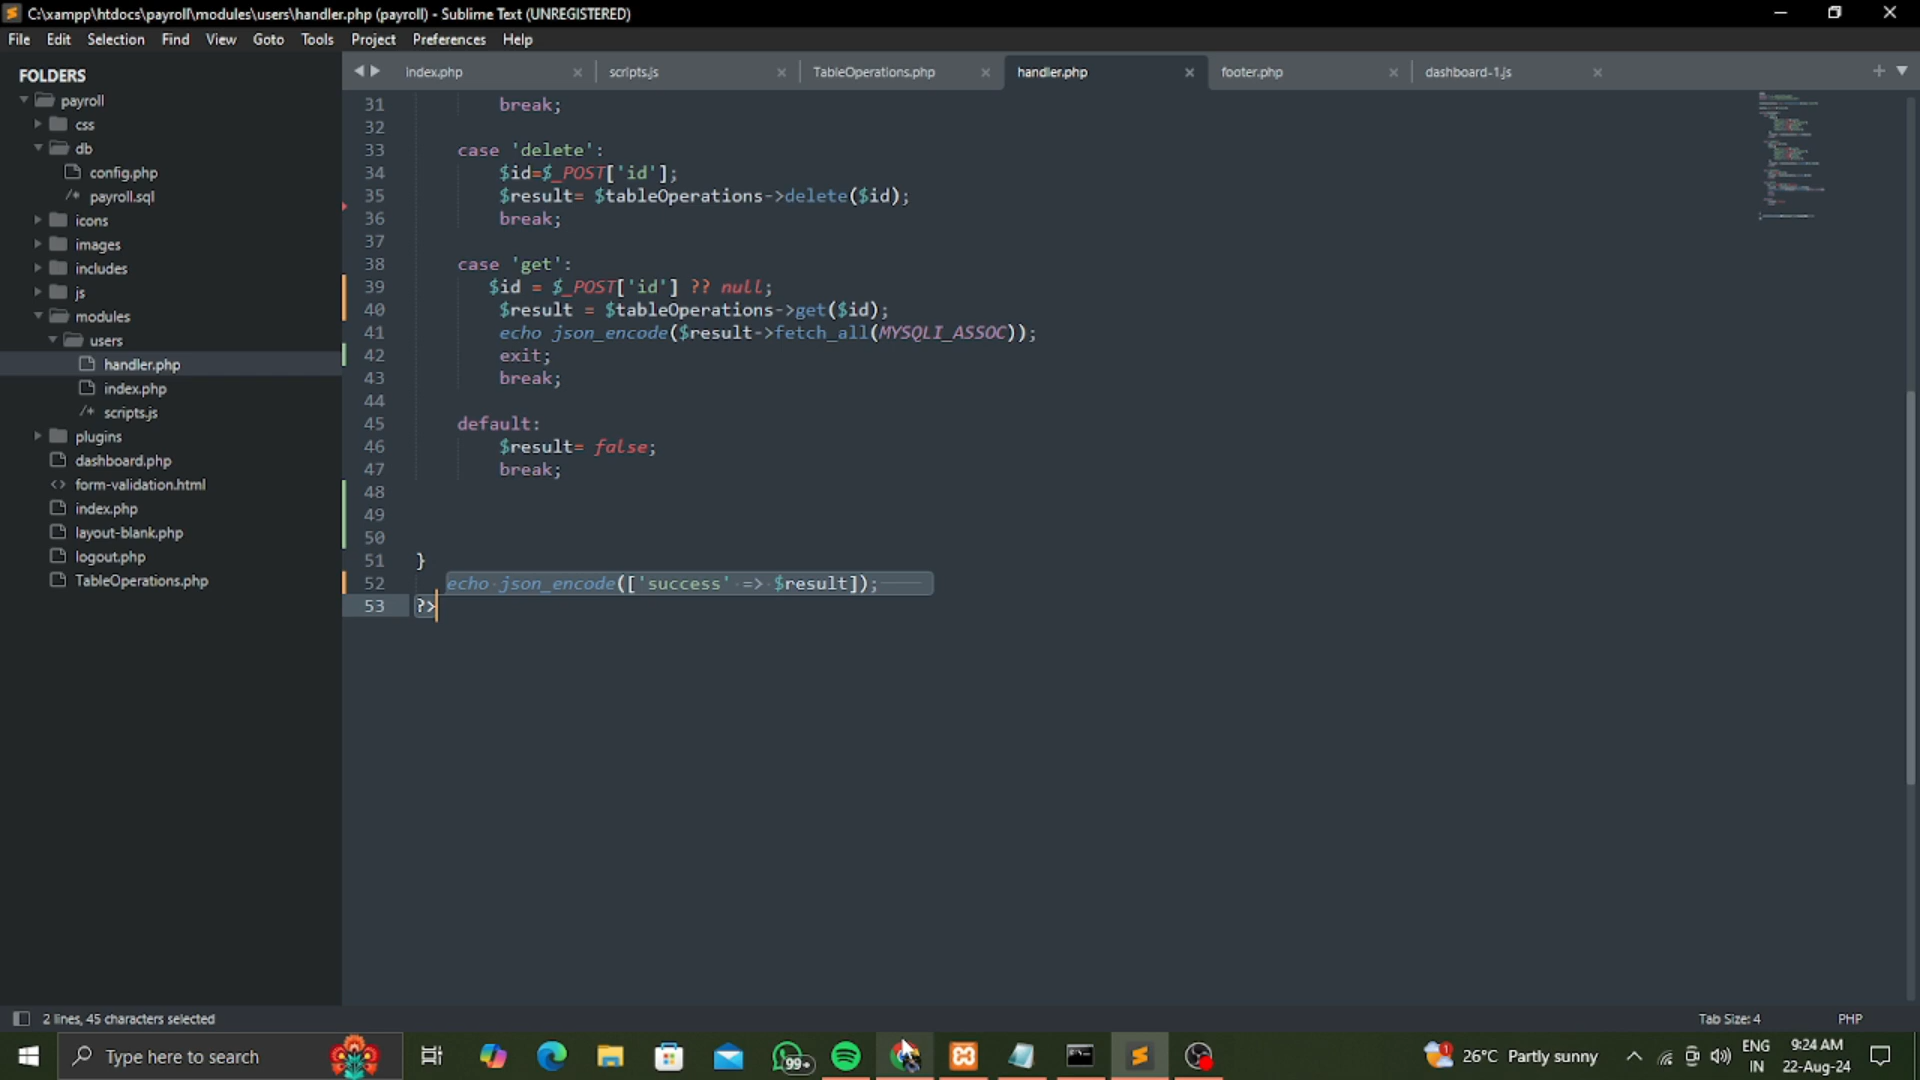 C:\xampp\htdocs\payroll\modules\users\handler.php (payroll) - Sublime Text (UNREGISTERED)
File Edit Selection Find View Goto Tools Project Preferences Help
FOLDERS
payroll
css
db
config.php
/* payroll.sql
icons
images
includes
js
modules
users
handler.php
index.php
/* scripts.js
plugins
dashboard.php
<> form-validation.html
index.php
layout-blank.php
logout.php
TableOperations.php
index.php scripts.js TableOperations.php handler.php footer.php dashboard-1.js
31 break;
32
33 case 'delete':
34 $id=$_POST['id'];
35 $result= $tableOperations->delete($id);
36 break;
37
38 case 'get':
39 $id = $_POST['id'] ?? null;
40 $result = $tableOperations->get($id);
41 echo json_encode($result->fetch_all(MYSQLI_ASSOC));
42 exit;
43 break;
44
45 default:
46 $result= false;
47 break;
48
49
50
51 }
52 echo json_encode(['success' => $result]);
53 ?>
2 lines, 45 characters selected Tab Size: 4 PHP
Type here to search
99+
26°C Partly sunny
ENG
IN
9:24 AM
22-Aug-24